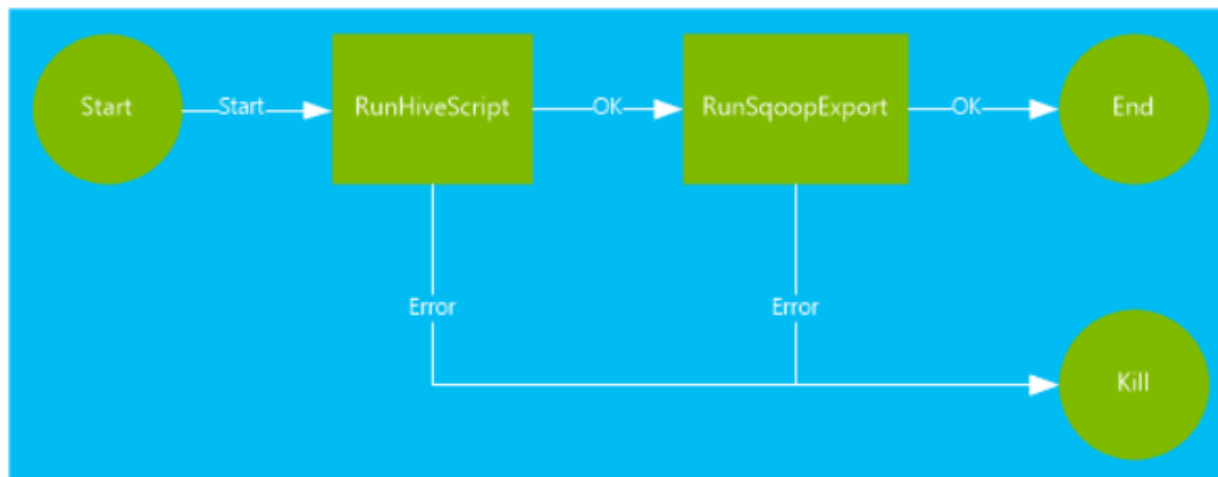 Start
Start
RunHiveScript
OK
RunSqoopExport
OK
End
Error
Error
Kill